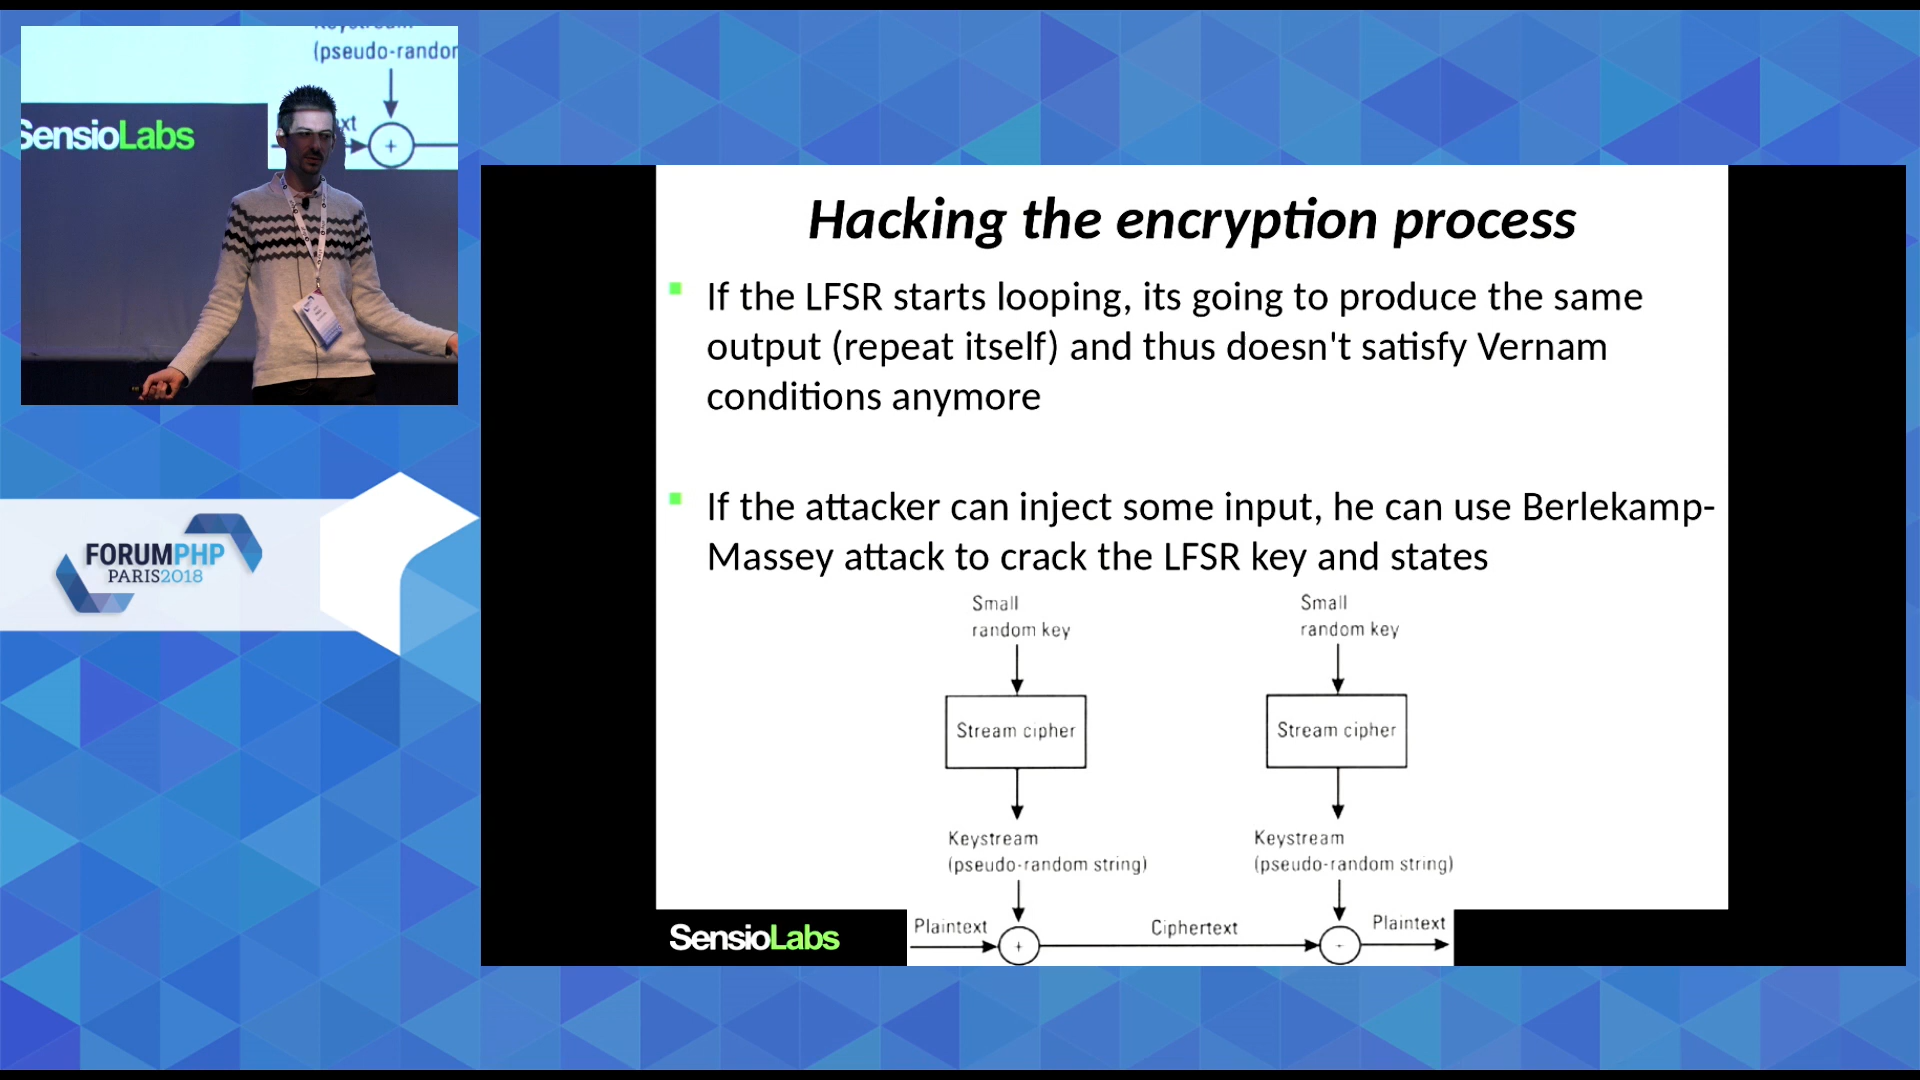 Keystream
(pseudo-random
SensioLabs
+
FORUMPHP
PARIS2018
Hacking the encryption process
If the LFSR starts looping, its going to produce the same
output (repeat itself) and thus doesn't satisfy Vernam
conditions anymore
If the attacker can inject some input, he can use Berlekamp-
Massey attack to crack the LFSR key and states
Small
random key
Small
random key
Stream cipher
Stream cipher
Keystream
(pseudo-random string)
Keystream
(pseudo-random string)
Plaintext
+
Ciphertext
-
Plaintext
SensioLabs